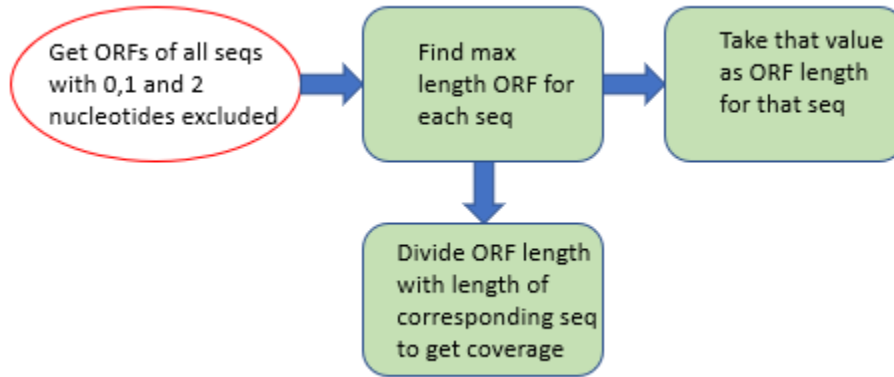 Get ORFs of all seqs
with 0,1 and 2
nucleotides excluded
Find max
length ORF for
each seq
Take that value
as ORF length
for that seq
Divide ORF length
with length of
corresponding seq
to get coverage